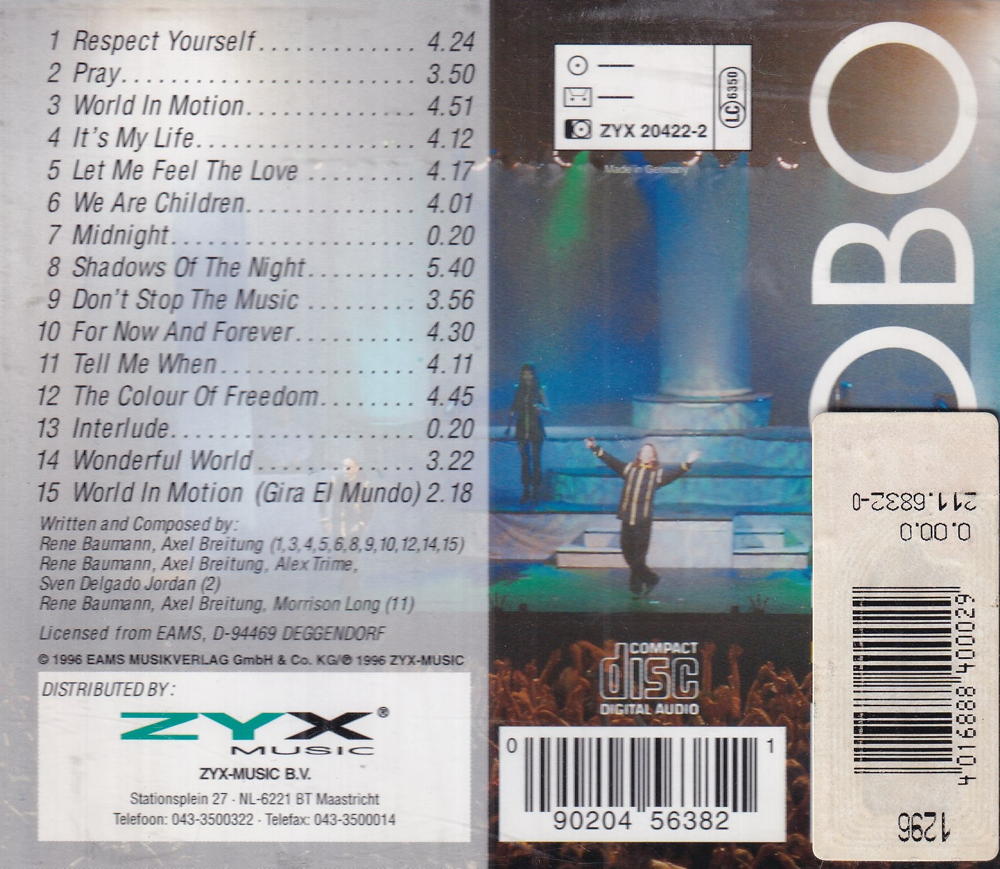 1 Respect Yourself.............. 4.24
2 Pray......................... 3.50
3 World In Motion............... 4.51
4 It's My Life................... 4.12
5 Let Me Feel The Love .......... 4.17
6 We Are Children............... 4.01
7 Midnight..................... 0.20
8 Shadows Of The Night.......... 5.40
9 Don't Stop The Music .......... 3.56
10 For Now And Forever........... 4.30
11 Tell Me When................. 4.11
12 The Colour Of Freedom........ 4.45
13 Interlude..................... 0.20
14 Wonderful World .............. 3.22
15 World In Motion (Gira El Mundo) 2.18
Written and Composed by:
Rene Baumann, Axel Breitung (1,3,4,5,6,8,9,10,12,14,15)
Rene Baumann, Axel Breitung, Alex Trime,
Sven Delgado Jordan (2)
Rene Baumann, Axel Breitung, Morrison Long (11)
Licensed from EAMS, D-94469 DEGGENDORF
© 1996 EAMS MUSIKVERLAG GmbH & Co. KG/℗ 1996 ZYX-MUSIC
DISTRIBUTED BY:
ZYX®
MUSIC
ZYX-MUSIC B.V.
Stationsplein 27 · NL-6221 BT Maastricht
Telefoon: 043-3500322 · Telefax: 043-3500014
ZYX 20422-2
LC 6350
Made in Germany
COMPACT
disc
DIGITAL AUDIO
0 90204 56382 1
OBO
211.6832-0
0.00.0
4 016888 400029
1296